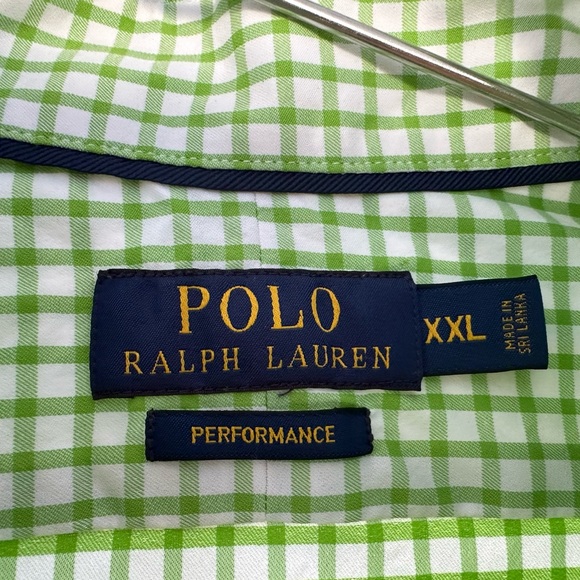 POLO
RALPH LAUREN
XXL
MADE IN
SRI LANKA
PERFORMANCE